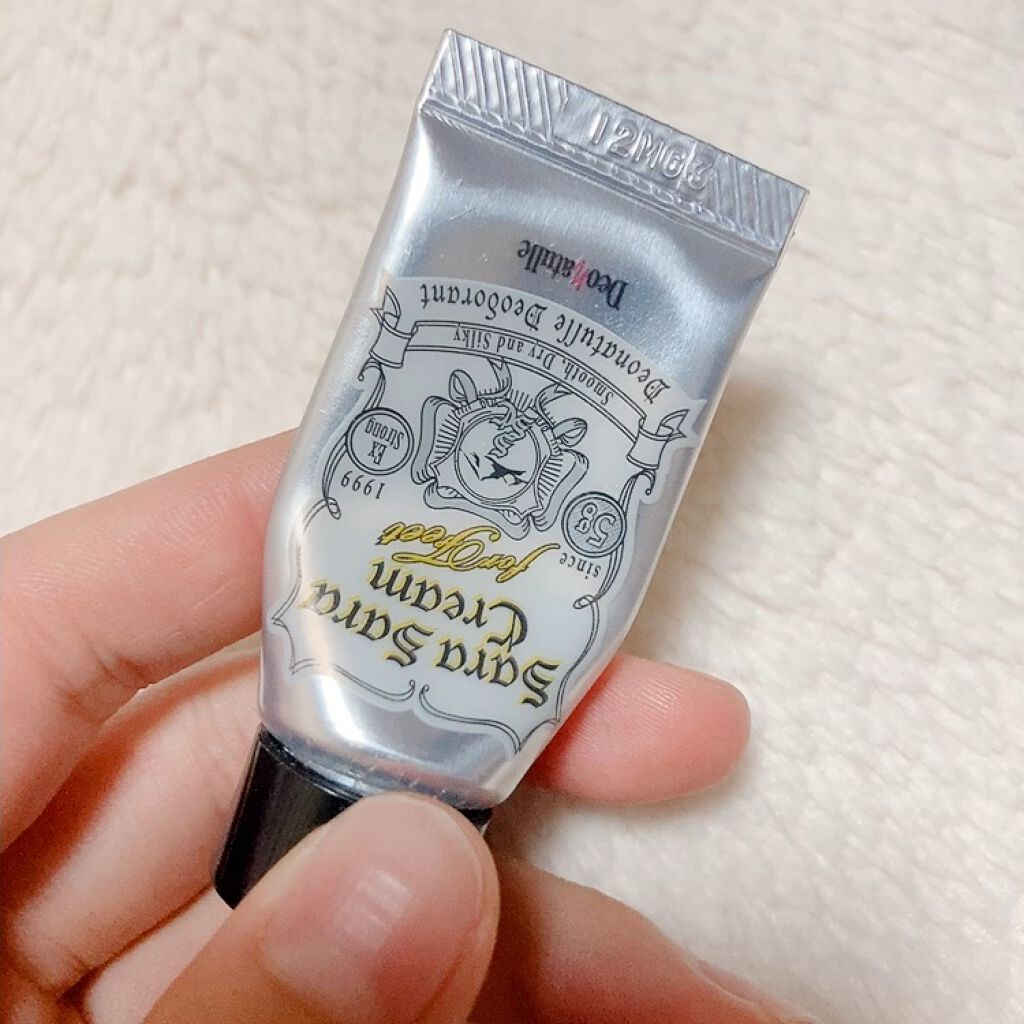 12MG3
Sara Sara
Cream
for Feet
since
1999
5g
EX
Strong
Smooth, Dry and Silky
Deonatulle Deodorant
DeoNatulle